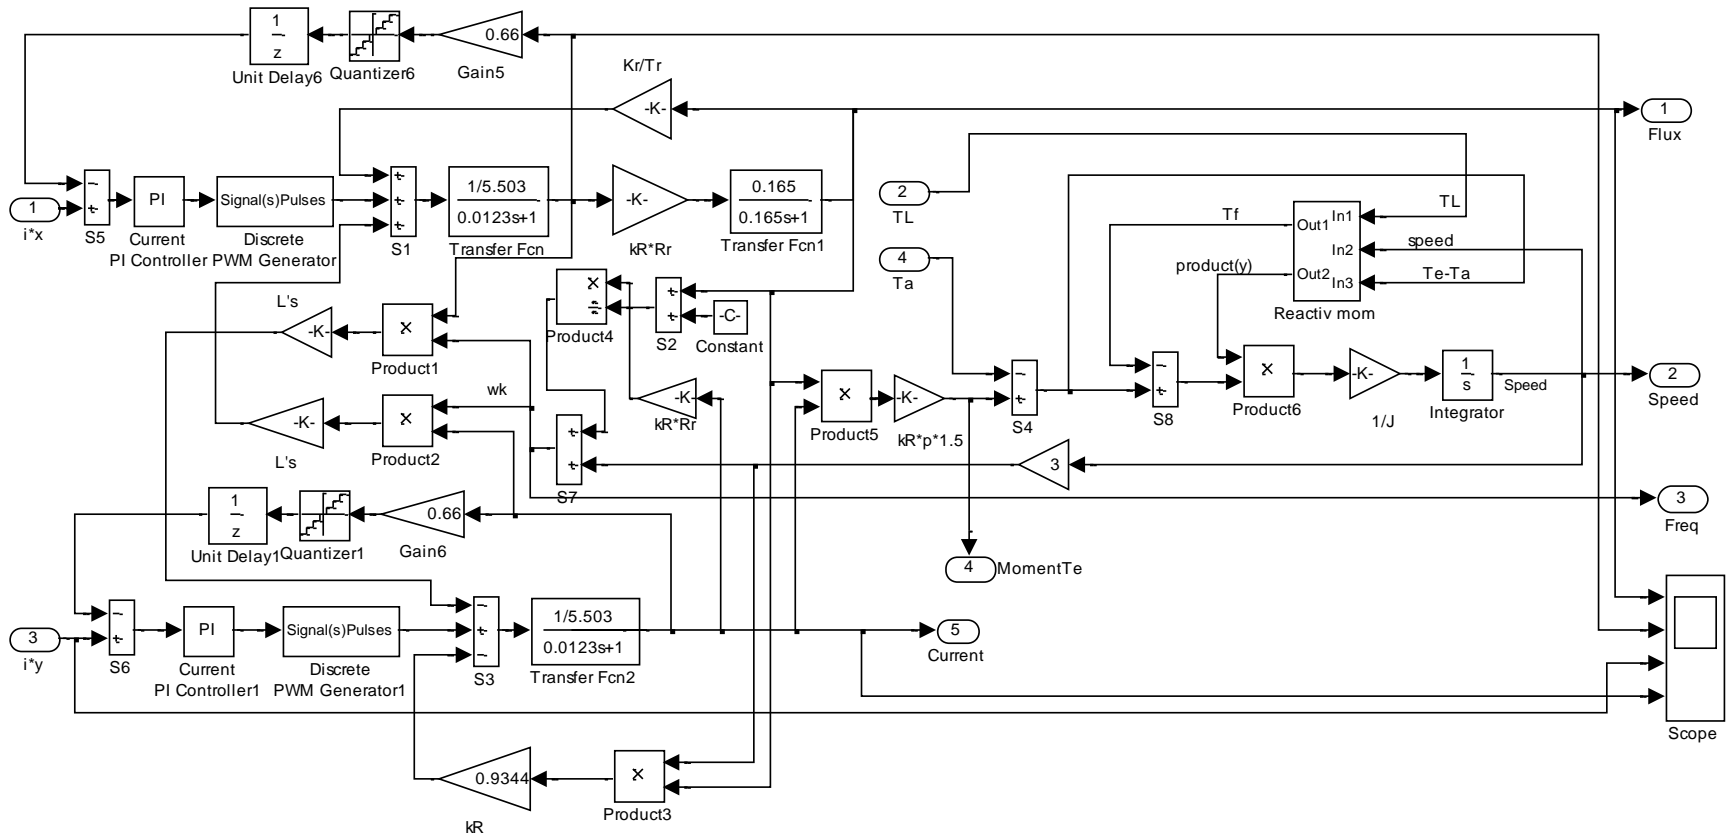 1
z
Unit Delay6
Quantizer6
0.66
Gain5
Kr/Tr
-K-
1
Flux
1
i*x
S5
PI
Current
PI Controller
Signal(s)Pulses
Discrete
PWM Generator
S1
1/5.503
0.0123s+1
Transfer Fcn
-K-
kR*Rr
0.165
0.165s+1
Transfer Fcn1
2
TL
4
Ta
Tf
product(y)
Out1
Out2
In1
In2
In3
Reactiv mom
TL
speed
Te-Ta
L's
-K-
Product1
Product4
S2
-C-
Constant
wk
-K-
L's
Product2
-K-
kR*Rr
S7
Product5
-K-
kR*p*1.5
S4
S8
Product6
-K-
1/J
1
s
Integrator
Speed
2
Speed
3
3
Freq
1
z
Unit Delay1
Quantizer1
0.66
Gain6
4
MomentTe
3
i*y
S6
PI
Current
PI Controller1
Signal(s)Pulses
Discrete
PWM Generator1
S3
1/5.503
0.0123s+1
Transfer Fcn2
5
Current
Scope
0.9344
kR
Product3